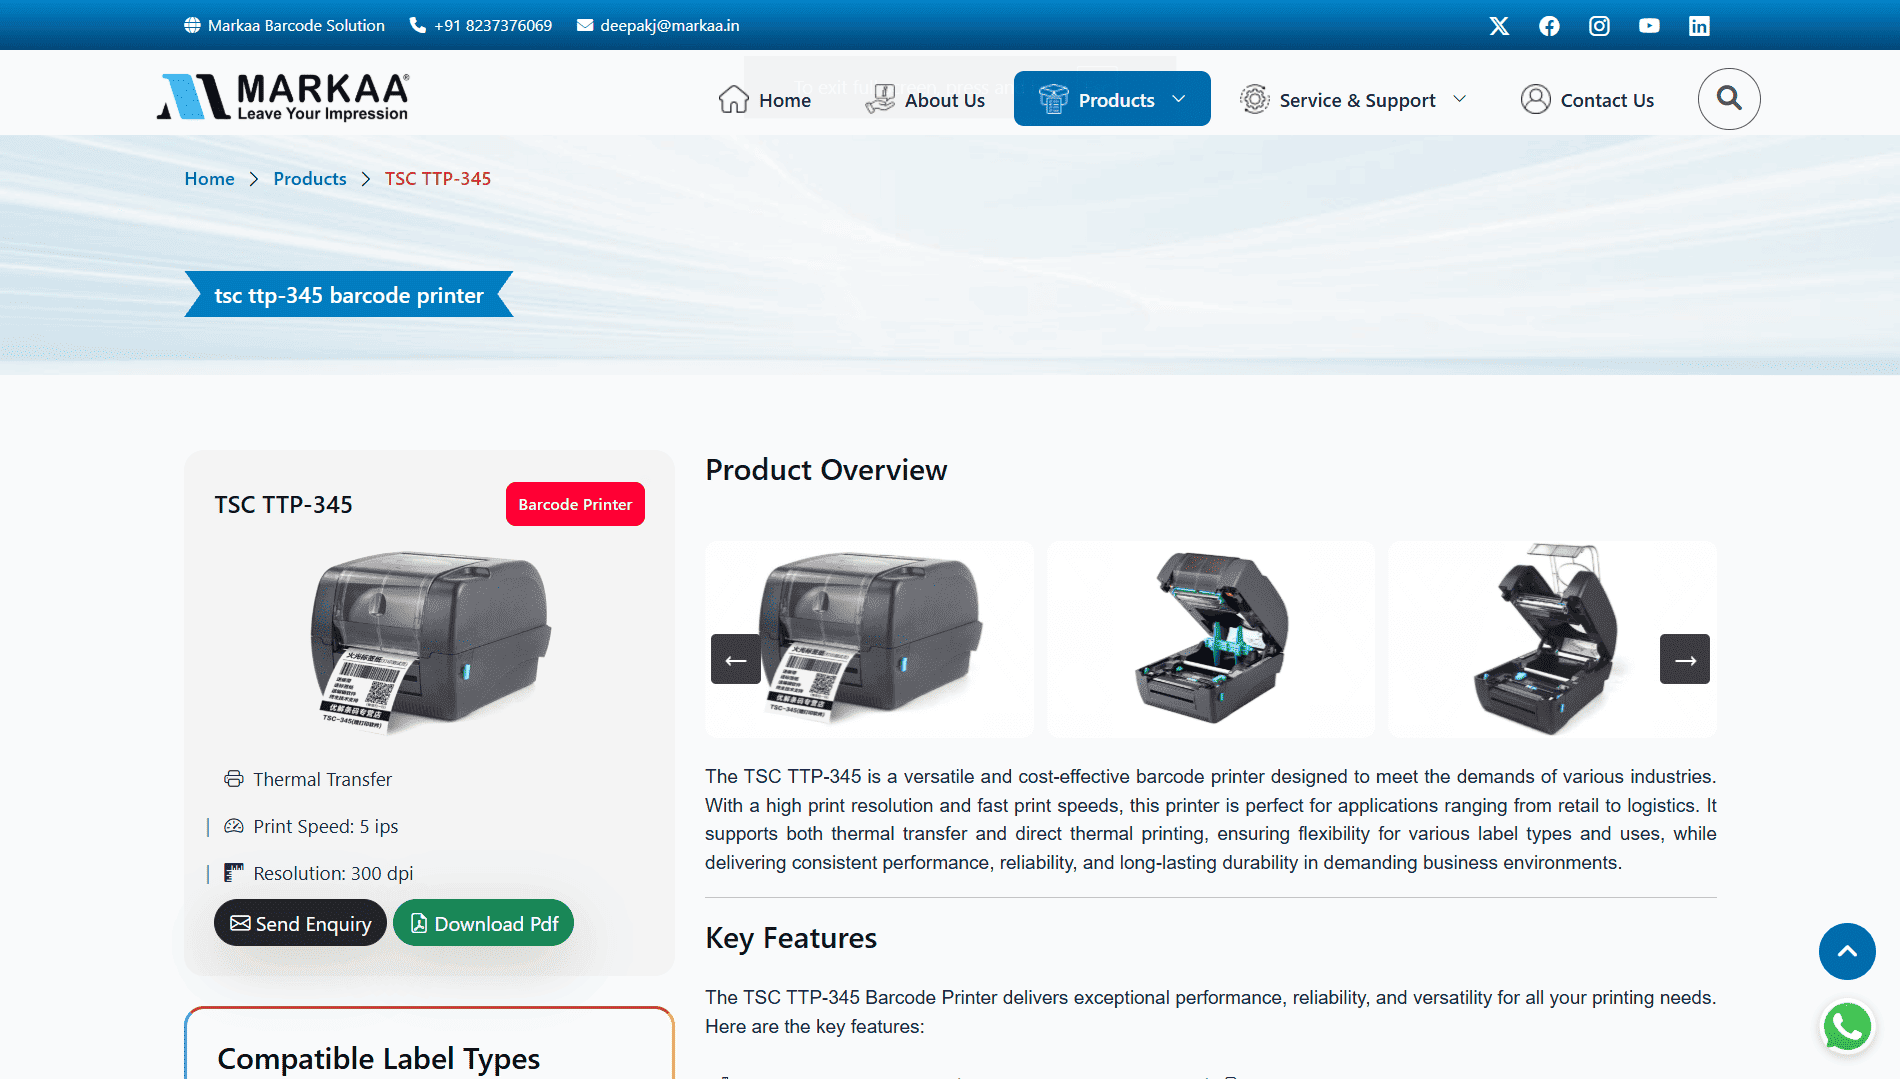 Markaa Barcode Solution
+91 8237376069
deepakj@markaa.in
MARKAA®
Leave Your Impression
Home
About Us
Products
Service & Support
Contact Us
Home > Products > TSC TTP-345
tsc ttp-345 barcode printer
TSC TTP-345
Barcode Printer
TSC-345
Thermal Transfer
| Print Speed: 5 ips
| Resolution: 300 dpi
Send Enquiry
Download Pdf
Compatible Label Types
Product Overview
TSC-345
The TSC TTP-345 is a versatile and cost-effective barcode printer designed to meet the demands of various industries.
With a high print resolution and fast print speeds, this printer is perfect for applications ranging from retail to logistics. It
supports both thermal transfer and direct thermal printing, ensuring flexibility for various label types and uses, while
delivering consistent performance, reliability, and long-lasting durability in demanding business environments.
Key Features
The TSC TTP-345 Barcode Printer delivers exceptional performance, reliability, and versatility for all your printing needs.
Here are the key features: